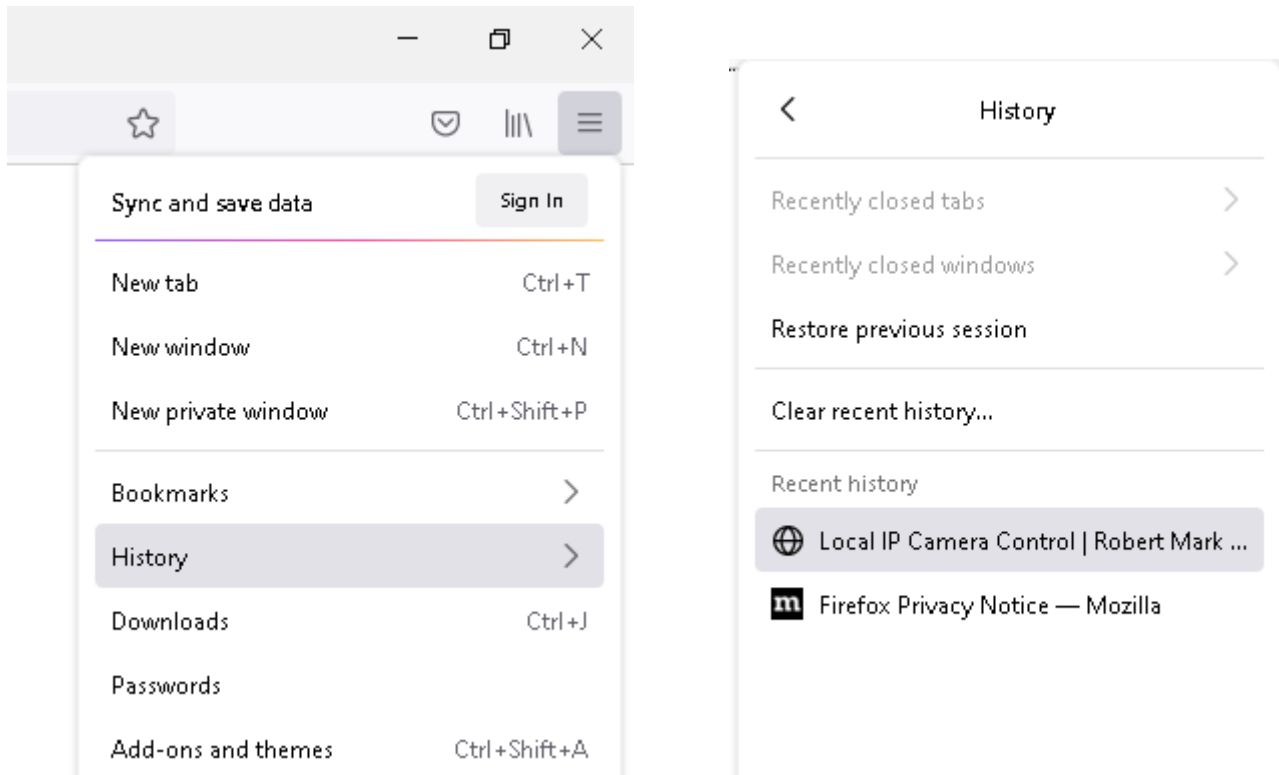 Sync and save data Sign In
New tab Ctrl+T
New window Ctrl+N
New private window Ctrl+Shift+P
Bookmarks
History
Downloads Ctrl+J
Passwords
Add-ons and themes Ctrl+Shift+A
History
Recently closed tabs
Recently closed windows
Restore previous session
Clear recent history...
Recent history
Local IP Camera Control | Robert Mark ...
m Firefox Privacy Notice — Mozilla